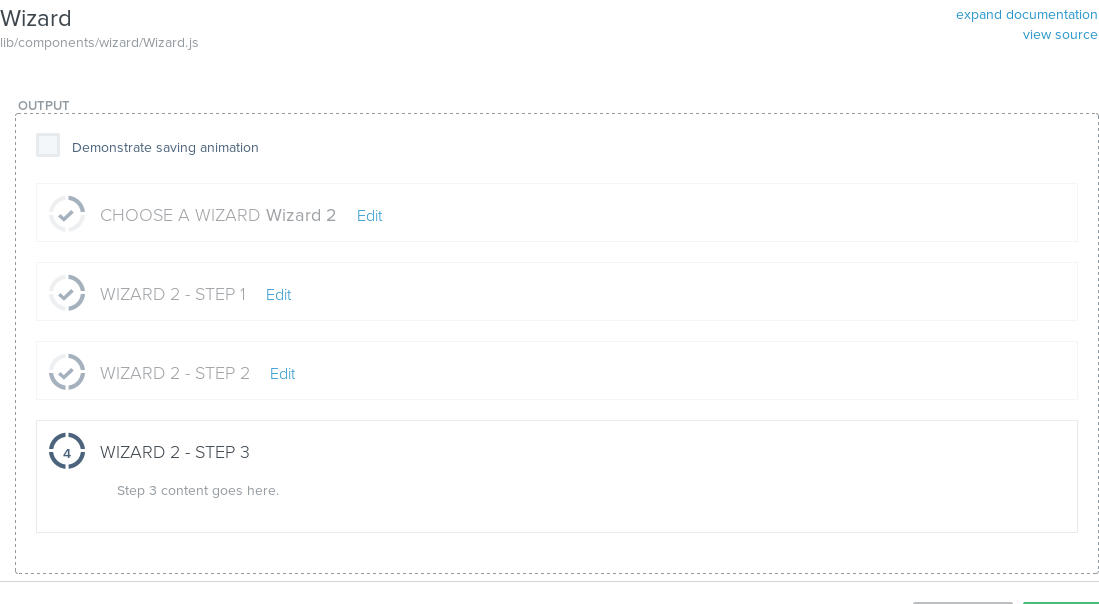 Wizard
expand documentation
lib/components/wizard/Wizard.js
view source
OUTPUT
Demonstrate saving animation
CHOOSE A WIZARD Wizard 2 Edit
WIZARD 2 - STEP 1 Edit
WIZARD 2 - STEP 2 Edit
4 WIZARD 2 - STEP 3
Step 3 content goes here.